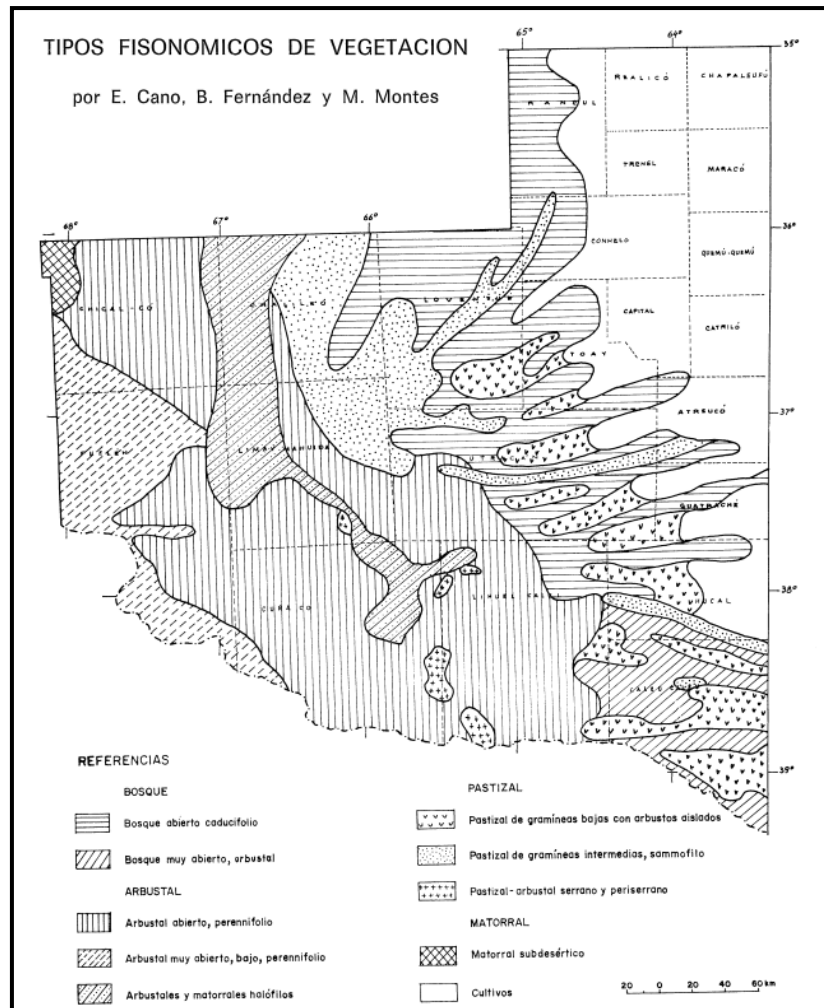 TIPOS FISONOMICOS DE VEGETACION
por E. Cano, B. Fernández y M. Montes
65°
64°
35°
RANCUL
REALICÓ
CHAPALEUFÚ
TRENEL
MARACÓ
68°
67°
66°
36°
CONHELO
QUEMÚ-QUEMÚ
CHICAL-CÓ
CHALILEÓ
LOVENTUÉ
CAPITAL
CATRILÓ
TOAY
37°
ATREUCÓ
PUELÉN
LIMAY MAHUIDA
UTRACÁN
GUATRACHÉ
38°
CURACÓ
LIHUEL CALEL
HUCAL
CALEU CALEU
39°
REFERENCIAS
BOSQUE
Bosque abierto caducifolio
Bosque muy abierto, arbustal
ARBUSTAL
Arbustal abierto, perennifolio
Arbustal muy abierto, bajo, perennifolio
Arbustales y matorrales halófilos
PASTIZAL
Pastizal de gramíneas bajas con arbustos aislados
Pastizal de gramíneas intermedias, sammofilo
Pastizal-arbustal serrano y periserrano
MATORRAL
Matorral subdesértico
Cultivos
20 0 20 40 60 km